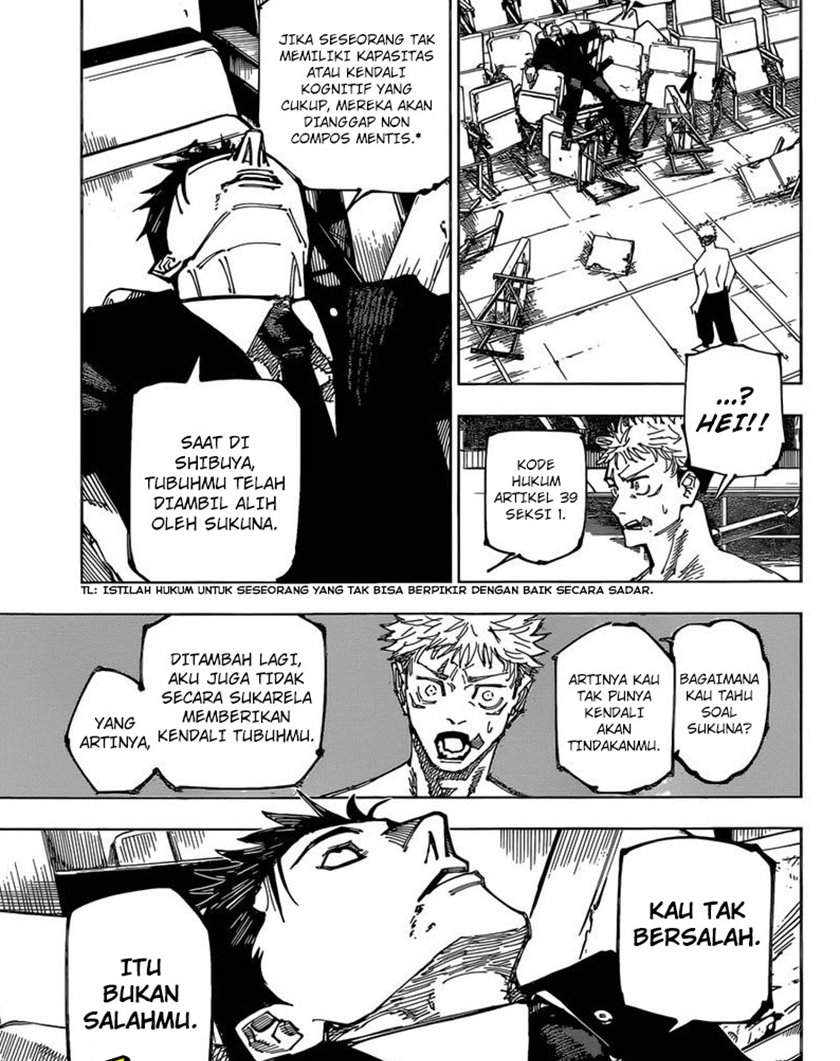 ...?
HEI!!
KODE
HUKUM
ARTIKEL 39
SEKSI 1.
JIKA SESEORANG TAK
MEMILIKI KAPASITAS
ATAU KENDALI
KOGNITIF YANG
CUKUP, MEREKA AKAN
DIANGGAP NON
COMPOS MENTIS.*
SAAT DI
SHIBUYA,
TUBUHMU TELAH
DIAMBIL ALIH
OLEH SUKUNA.
TL: ISTILAH HUKUM UNTUK SESEORANG YANG TAK BISA BERPIKIR DENGAN BAIK SECARA SADAR.
BAGAIMANA
KAU TAHU
SOAL
SUKUNA?
ARTINYA KAU
TAK PUNYA
KENDALI
AKAN
TINDAKANMU.
DITAMBAH LAGI,
AKU JUGA TIDAK
SECARA SUKARELA
MEMBERIKAN
KENDALI TUBUHMU.
YANG
ARTINYA,
KAU TAK
BERSALAH.
ITU
BUKAN
SALAHMU.